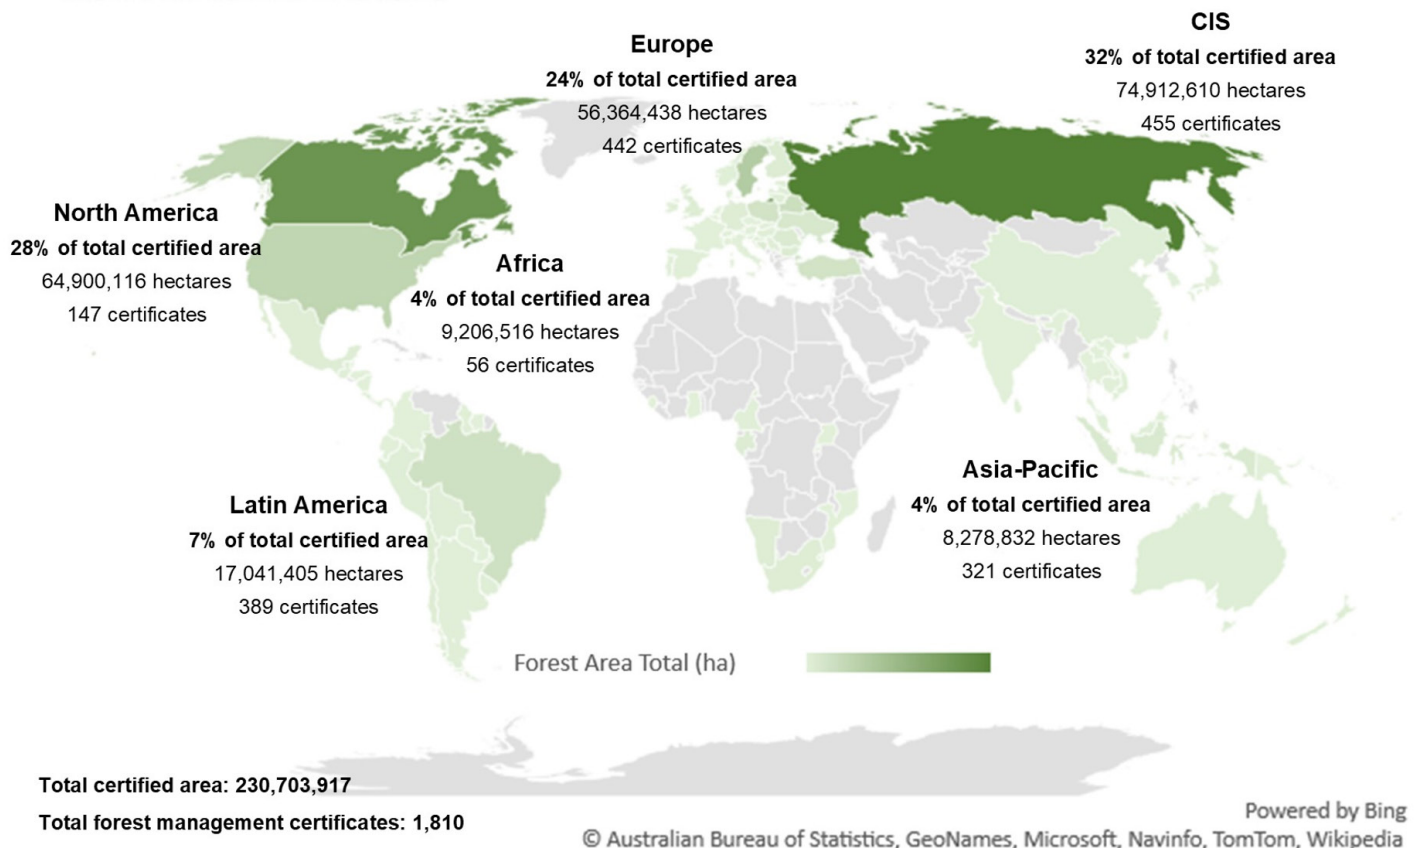 CIS
32% of total certified area
74,912,610 hectares
455 certificates
Europe
24% of total certified area
56,364,438 hectares
442 certificates
North America
28% of total certified area
64,900,116 hectares
147 certificates
Africa
4% of total certified area
9,206,516 hectares
56 certificates
Latin America
7% of total certified area
17,041,405 hectares
389 certificates
Asia-Pacific
4% of total certified area
8,278,832 hectares
321 certificates
Forest Area Total (ha)
Total certified area: 230,703,917
Total forest management certificates: 1,810
Powered by Bing
© Australian Bureau of Statistics, GeoNames, Microsoft, Navinfo, TomTom, Wikipedia